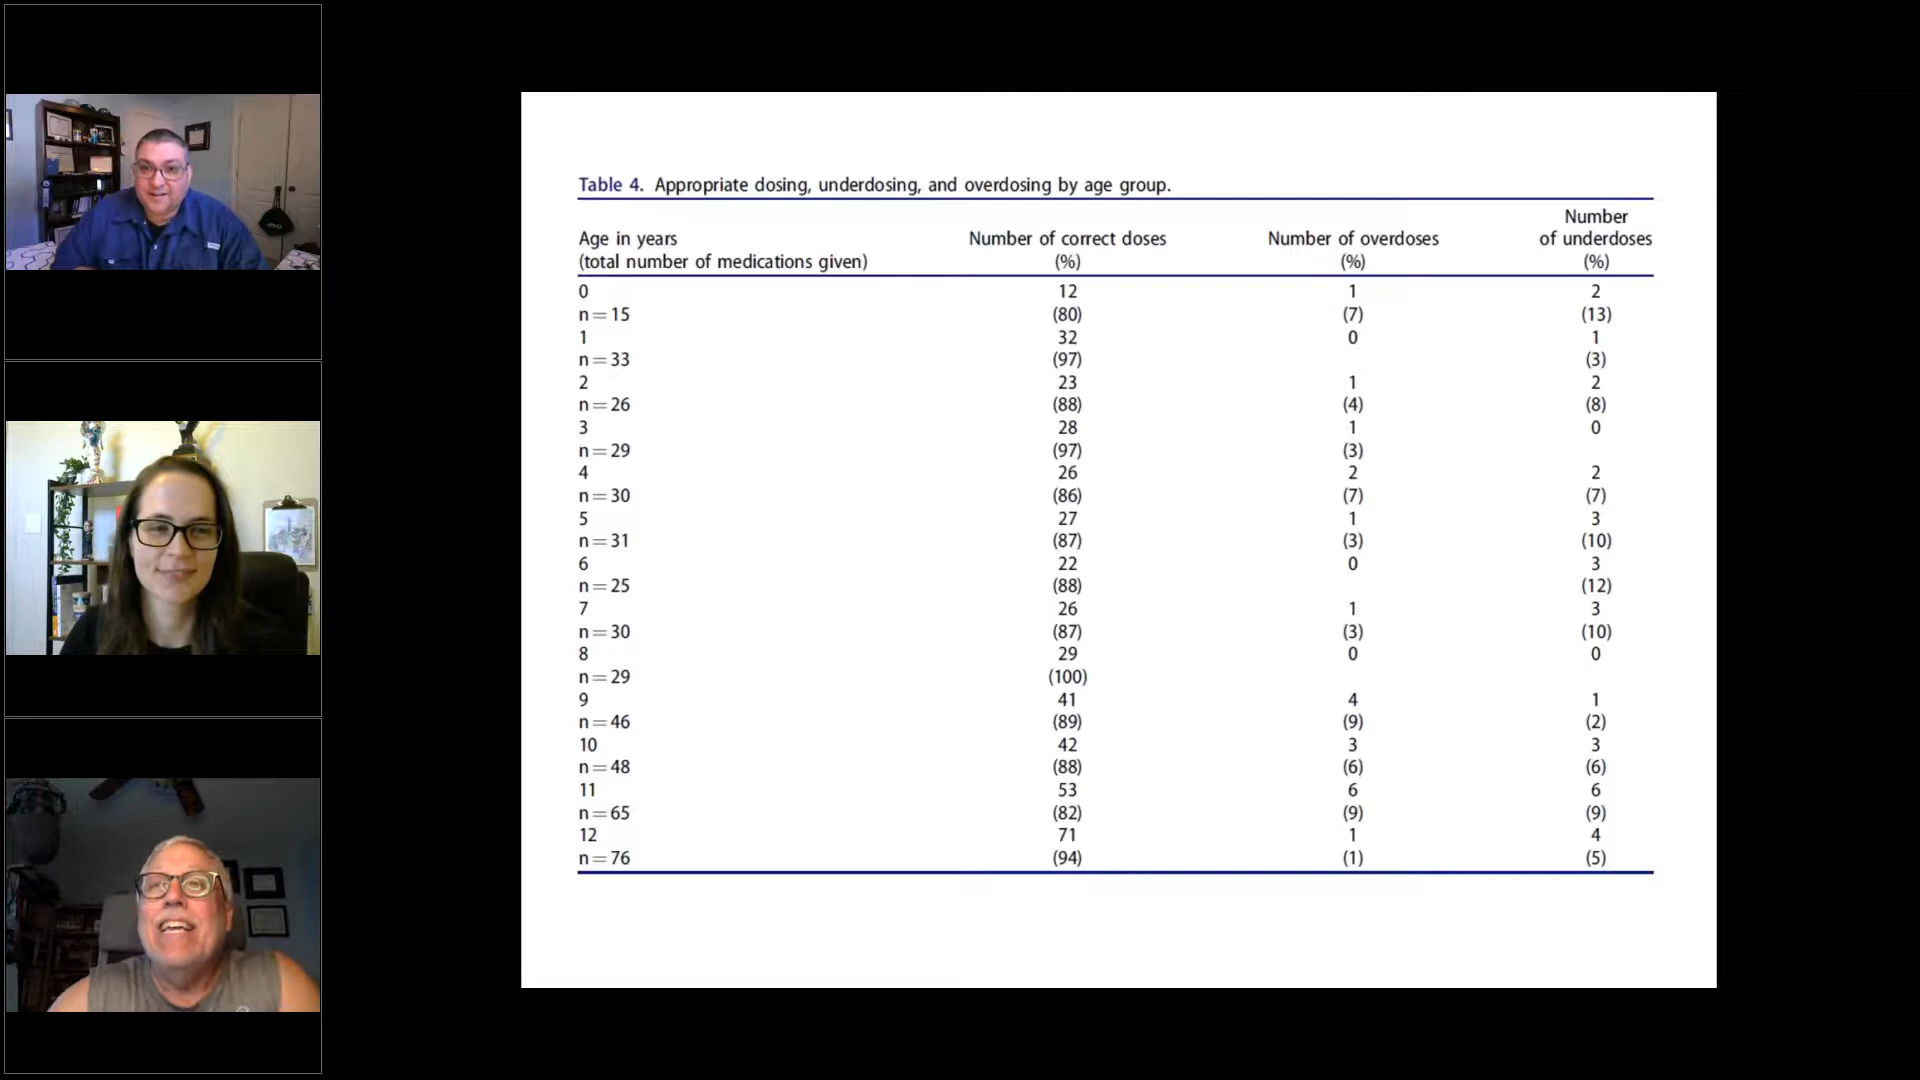 Table 4. Appropriate dosing, underdosing, and overdosing by age group.
Number
Age in years Number of correct doses Number of overdoses of underdoses
(total number of medications given) (%) (%) (%)
0 12 1 2
n=15 (80) (7) (13)
1 32 0 1
n=33 (97) (3)
2 23 1 2
n=26 (88) (4) (8)
3 28 1 0
n=29 (97) (3)
4 26 2 2
n=30 (86) (7) (7)
5 27 1 3
n=31 (87) (3) (10)
6 22 0 3
n=25 (88) (12)
7 26 1 3
n=30 (87) (3) (10)
8 29 0 0
n=29 (100)
9 41 4 1
n=46 (89) (9) (2)
10 42 3 3
n=48 (88) (6) (6)
11 53 6 6
n=65 (82) (9) (9)
12 71 1 4
n=76 (94) (1) (5)